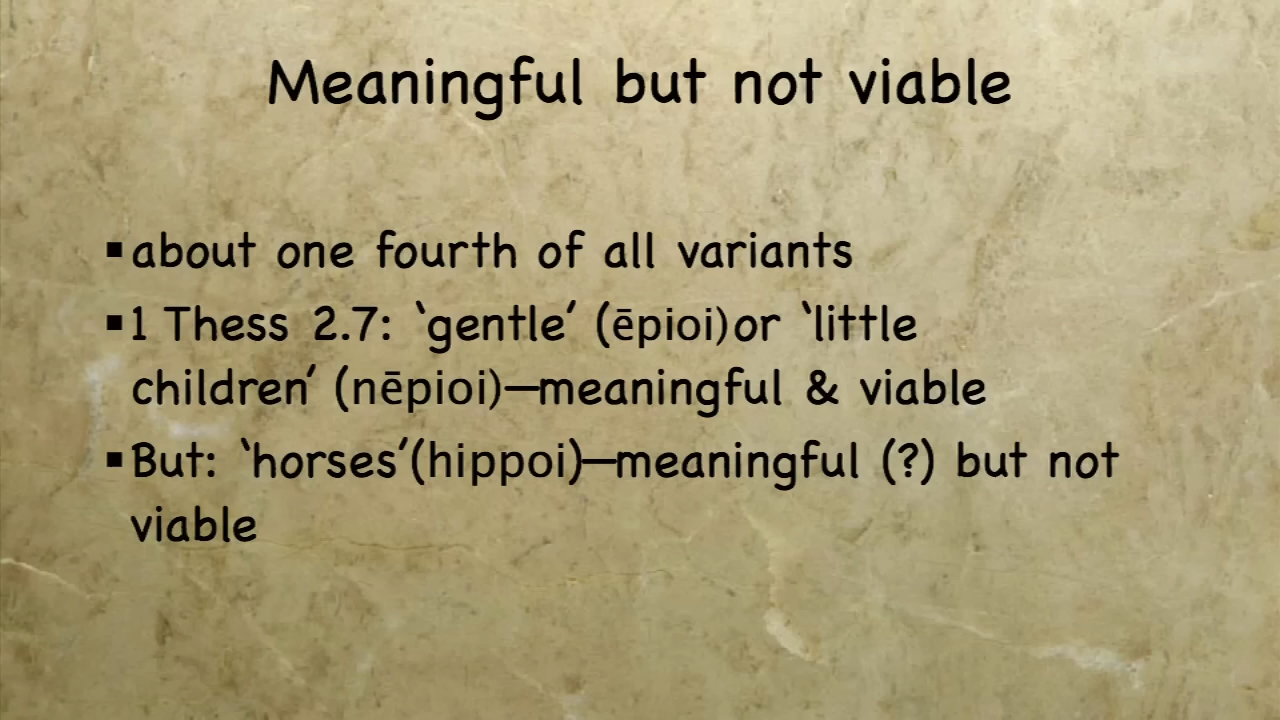 Meaningful but not viable
▪about one fourth of all variants
▪1 Thess 2.7: ‘gentle’ (ēpioi)or ‘little
children’ (nēpioi)—meaningful & viable
▪But: ‘horses’(hippoi)—meaningful (?) but not
viable